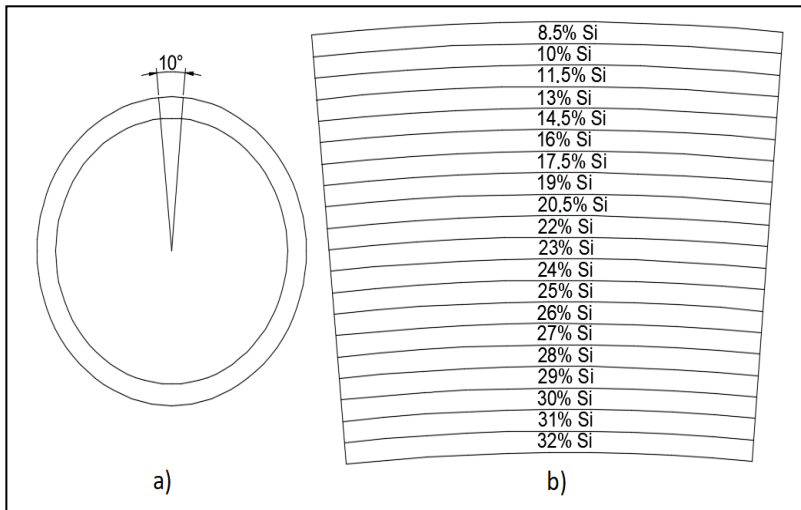 10°
8.5% Si
10% Si
11.5% Si
13% Si
14.5% Si
16% Si
17.5% Si
19% Si
20.5% Si
22% Si
23% Si
24% Si
25% Si
26% Si
27% Si
28% Si
29% Si
30% Si
31% Si
32% Si
a)
b)